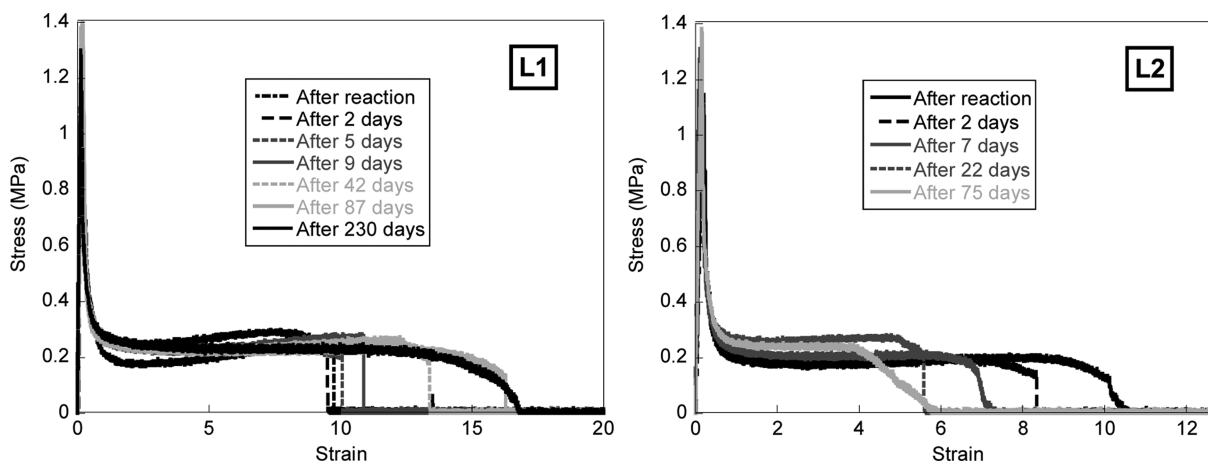 L1
Stress (MPa)
1.4
1.2
1
0.8
0.6
0.4
0.2
0
After reaction
After 2 days
After 5 days
After 9 days
After 42 days
After 87 days
After 230 days
0 5 10 15 20
Strain
L2
Stress (MPa)
1.4
1.2
1
0.8
0.6
0.4
0.2
0
After reaction
After 2 days
After 7 days
After 22 days
After 75 days
0 2 4 6 8 10 12
Strain